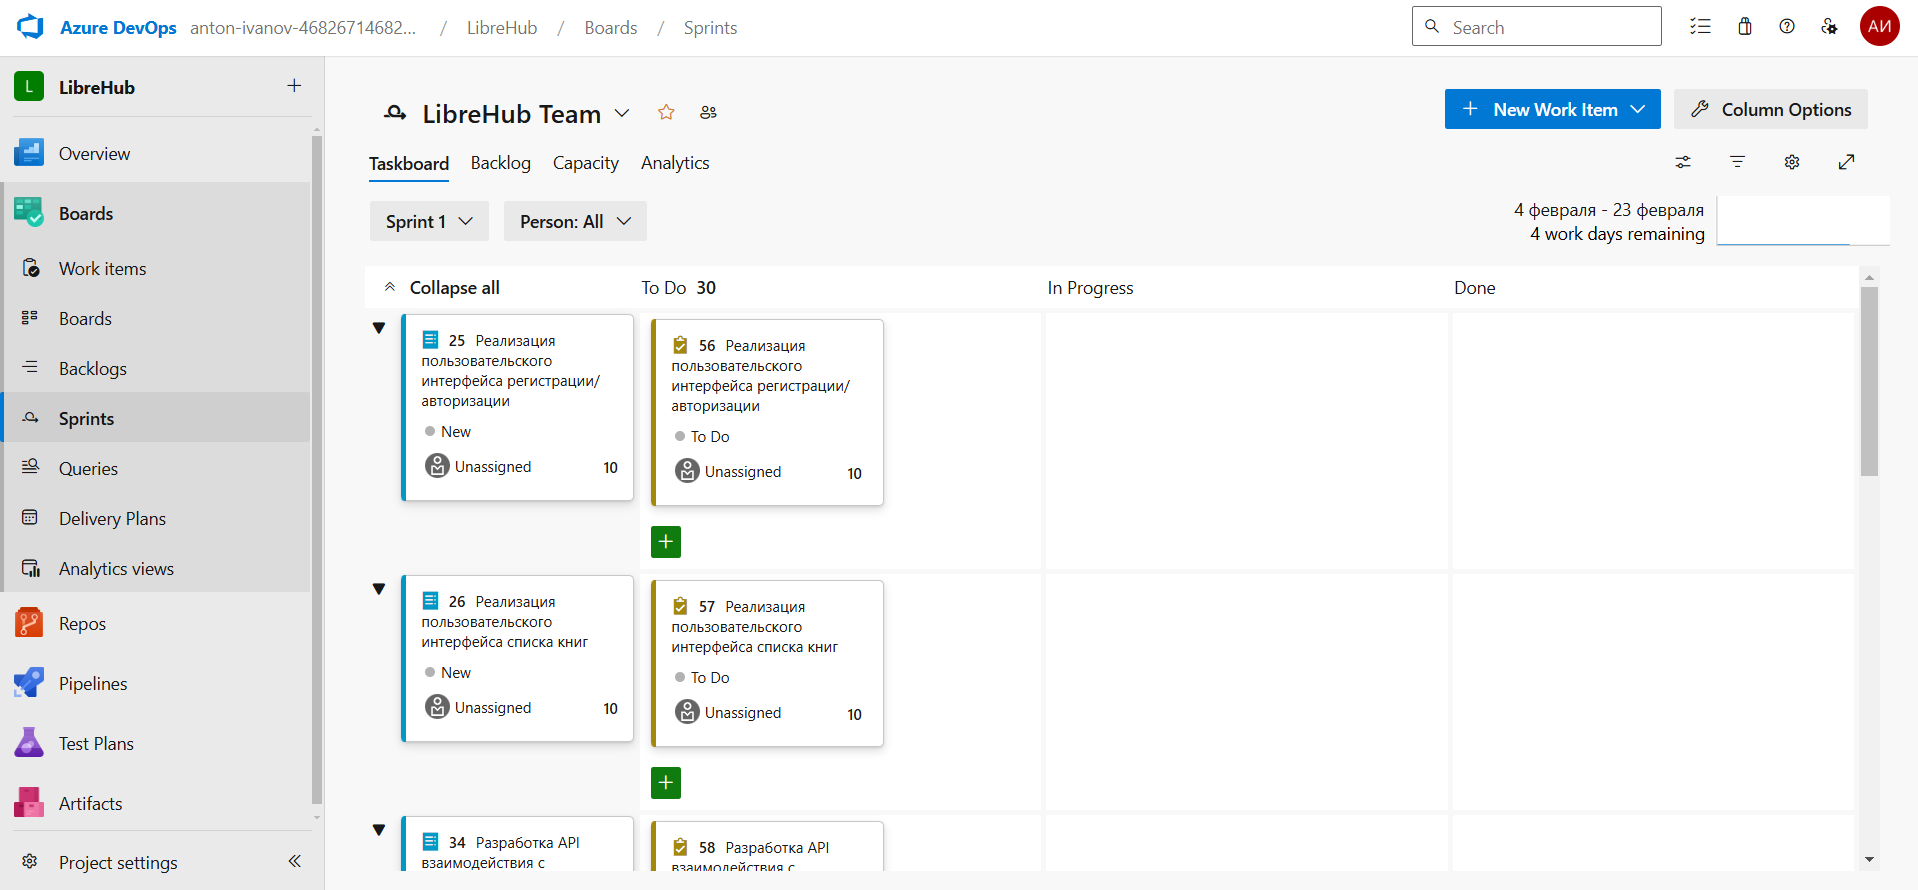 Azure DevOps anton-ivanov-46826714682... / LibreHub / Boards / Sprints
Search
АИ
L LibreHub
Overview
Boards
Work items
Boards
Backlogs
Sprints
Queries
Delivery Plans
Analytics views
Repos
Pipelines
Test Plans
Artifacts
Project settings
LibreHub Team
New Work Item
Column Options
Taskboard Backlog Capacity Analytics
Sprint 1 Person: All
4 февраля - 23 февраля
4 work days remaining
Collapse all To Do 30 In Progress Done
25 Реализация
пользовательского
интерфейса регистрации/
авторизации
New
Unassigned 10
56 Реализация
пользовательского
интерфейса регистрации/
авторизации
To Do
Unassigned 10
26 Реализация
пользовательского
интерфейса списка книг
New
Unassigned 10
57 Реализация
пользовательского
интерфейса списка книг
To Do
Unassigned 10
34 Разработка API
взаимодействия с
58 Разработка API
взаимодействия с